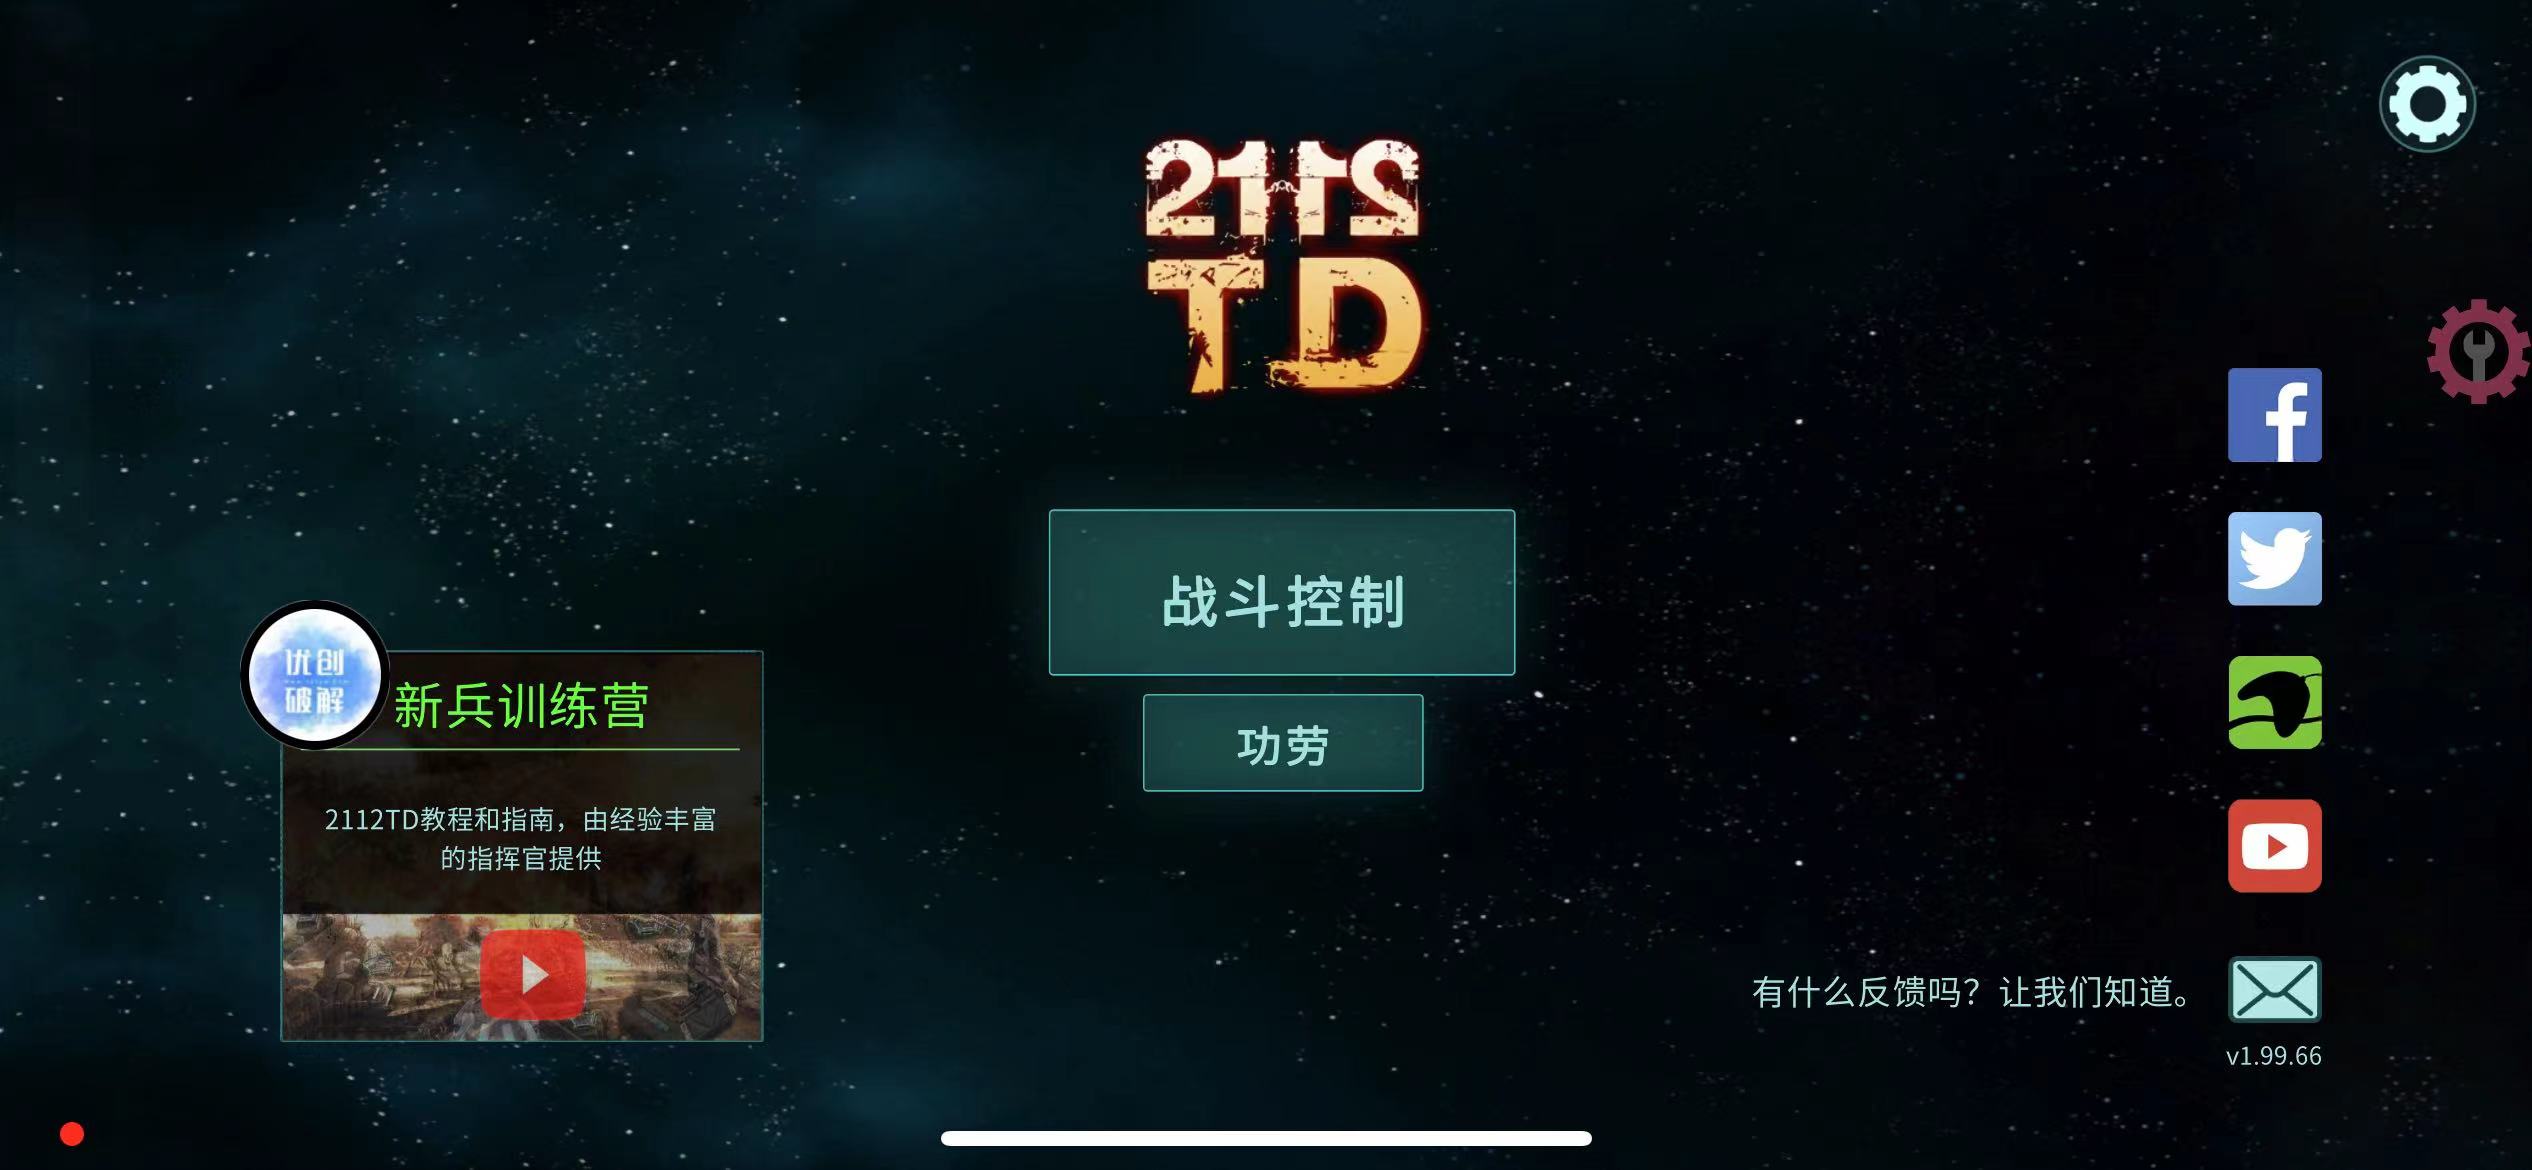 2112
TD
战斗控制
功劳
优创
破解
新兵训练营
2112TD教程和指南，由经验丰富
的指挥官提供
有什么反馈吗？让我们知道。
v1.99.66